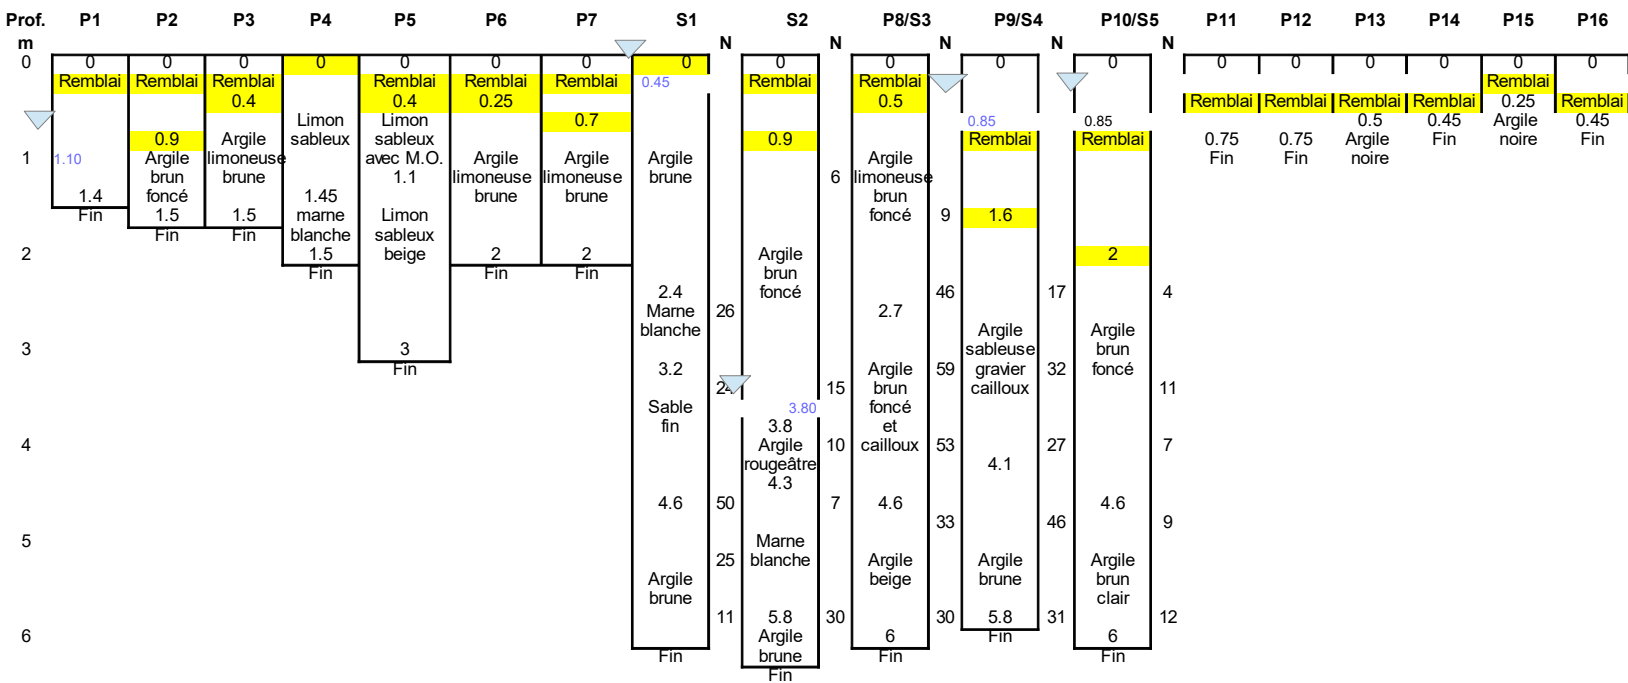 Prof. P1 P2 P3 P4 P5 P6 P7 S1 S2 P8/S3 P9/S4 P10/S5 P11 P12 P13 P14 P15 P16
m N N N N N
0 0 0 0 0 0 0 0 0 0 0 0 0 0 0 0 0 0 0
Remblai Remblai Remblai Remblai Remblai Remblai 0.45 Remblai Remblai Remblai
0.4 0.4 0.25 0.5 Remblai Remblai Remblai Remblai 0.25 Remblai
Limon Limon 0.7 0.85 0.85 0.5 0.45 Argile 0.45
0.9 Argile sableux sableux 0.9 Remblai Remblai 0.75 0.75 Argile Fin noire Fin
1 1.10 Argile limoneuse avec M.O. Argile Argile Argile Argile Fin Fin noire
brun brune 1.1 limoneuse limoneuse brune 6 limoneuse
1.4 foncé 1.45 brune brune brun
Fin 1.5 1.5 marne Limon foncé 9 1.6
Fin Fin blanche sableux
2 1.5 beige 2 2 Argile 2
Fin Fin Fin brun
2.4 foncé 46 17 4
Marne 26 2.7
blanche Argile Argile
3 3 sableuse brun
Fin 3.2 Argile 59 gravier 32 foncé
24 15 brun cailloux 11
Sable 3.80 foncé
fin 3.8 et
4 Argile 10 cailloux 53 27 7
rougeâtre 4.1
4.3
4.6 50 7 4.6 4.6
33 46 9
5 Marne
25 blanche Argile Argile Argile
Argile beige brune brun
brune clair
11 5.8 30 30 5.8 31 12
6 Argile 6 Fin 6
Fin brune Fin Fin
Fin